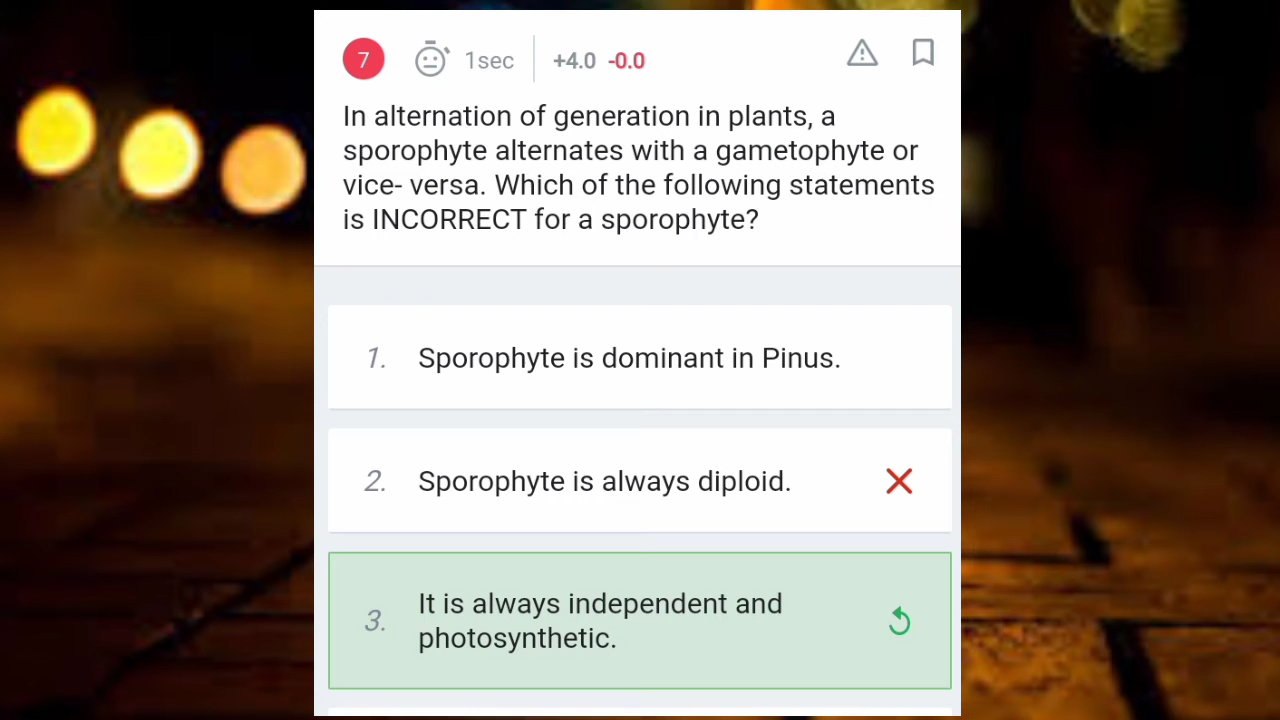 7 1sec +4.0 -0.0
In alternation of generation in plants, a
sporophyte alternates with a gametophyte or
vice- versa. Which of the following statements
is INCORRECT for a sporophyte?
1. Sporophyte is dominant in Pinus.
2. Sporophyte is always diploid.
3. It is always independent and
photosynthetic.